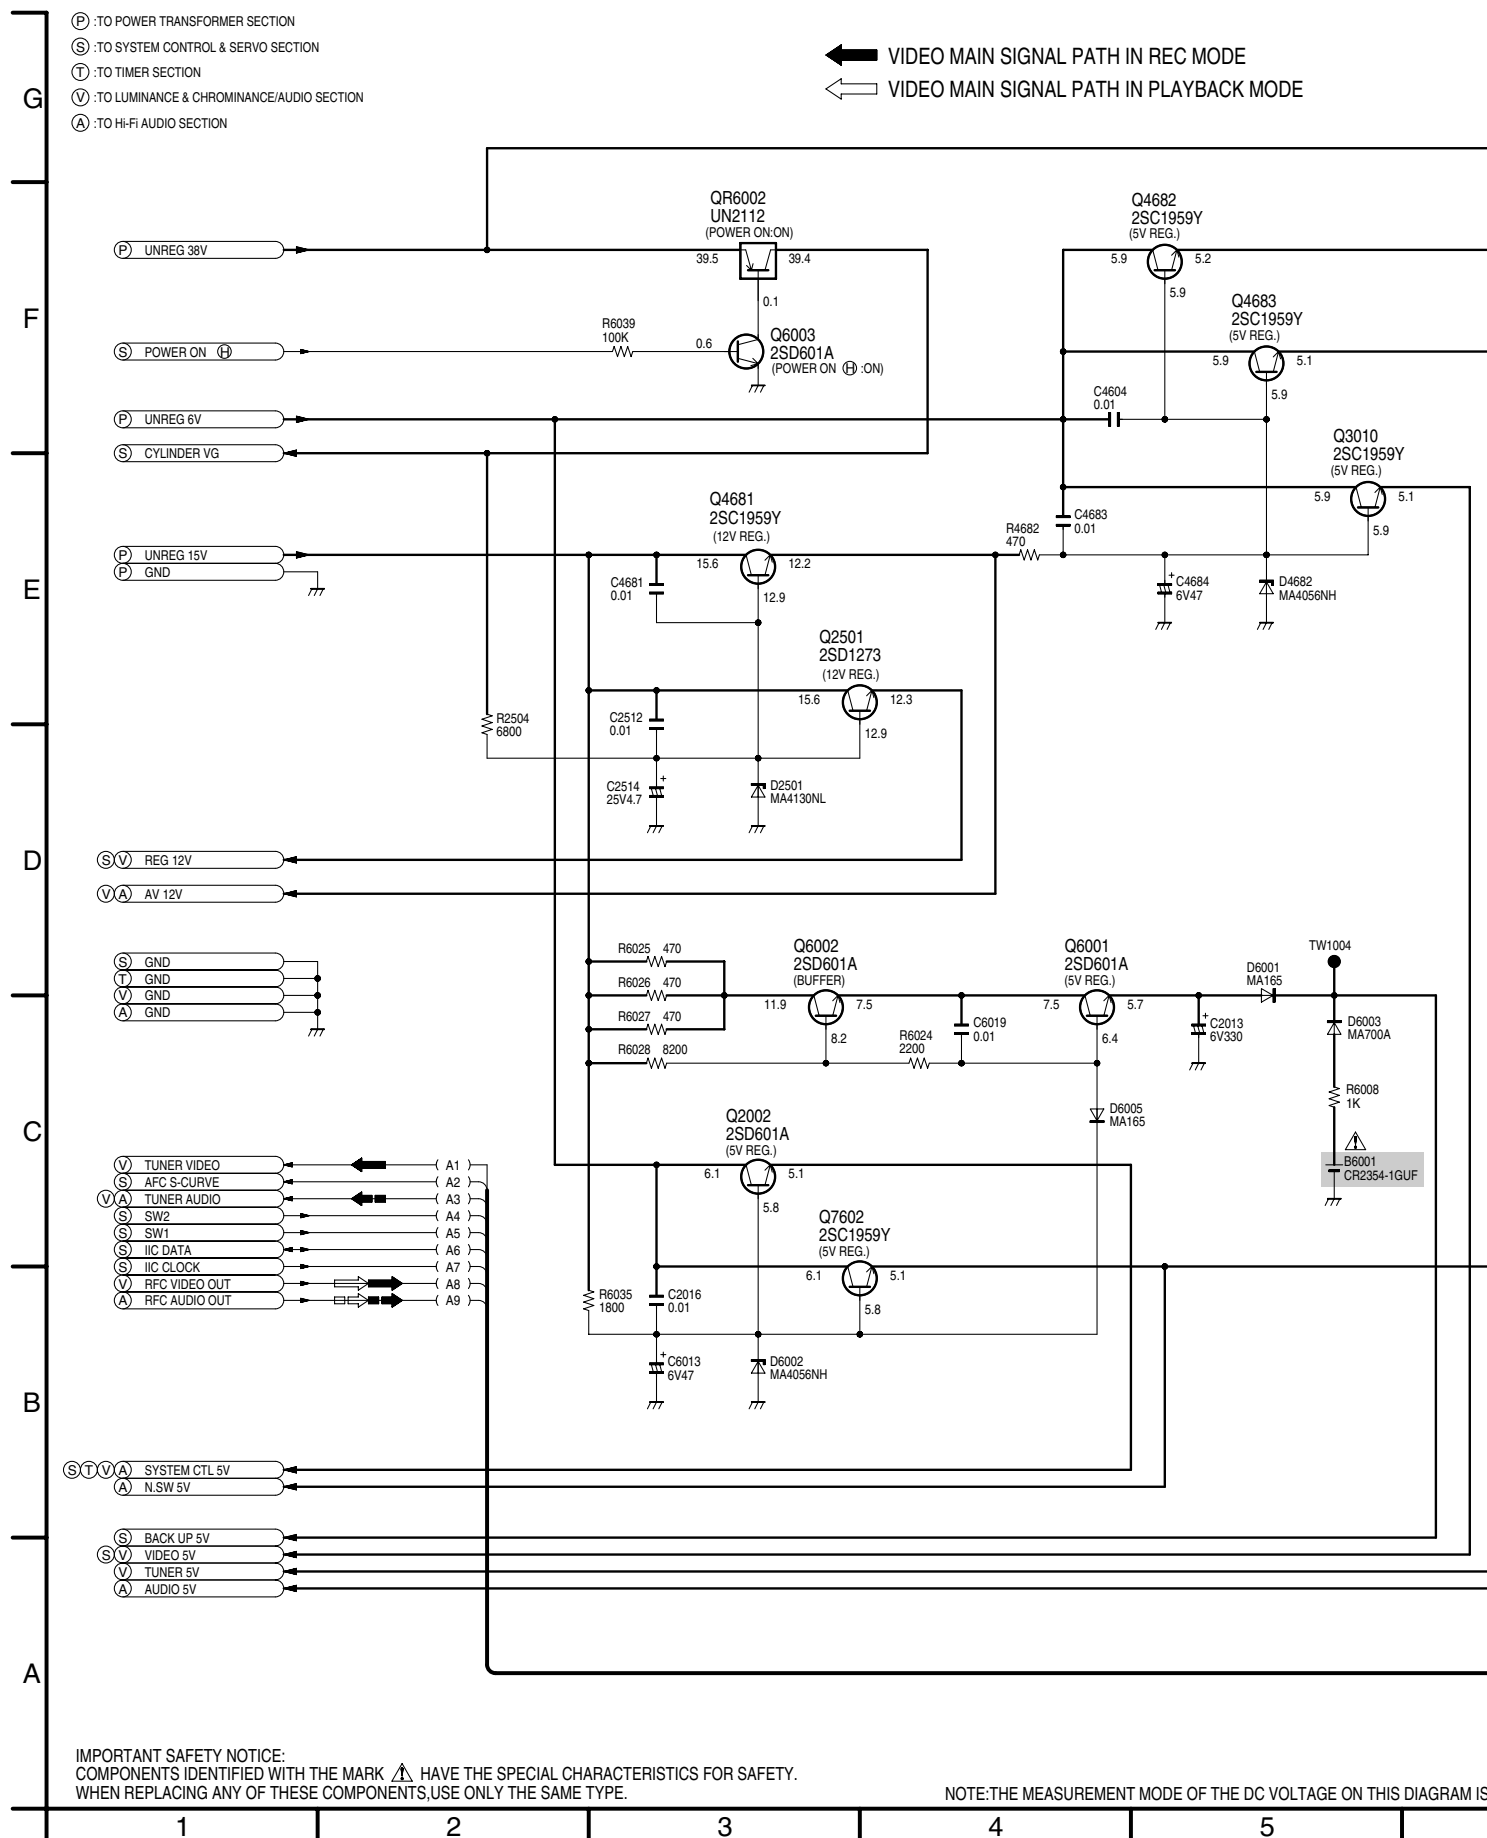 P :TO POWER TRANSFORMER SECTION
S :TO SYSTEM CONTROL & SERVO SECTION
T :TO TIMER SECTION
V :TO LUMINANCE & CHROMINANCE/AUDIO SECTION
A :TO Hi-Fi AUDIO SECTION
VIDEO MAIN SIGNAL PATH IN REC MODE
VIDEO MAIN SIGNAL PATH IN PLAYBACK MODE
G
F
E
D
C
B
A
P UNREG 38V
S POWER ON H
P UNREG 6V
S CYLINDER VG
P UNREG 15V
P GND
S V REG 12V
V A AV 12V
S GND
T GND
V GND
A GND
V TUNER VIDEO A1
S AFC S-CURVE A2
V A TUNER AUDIO A3
S SW2 A4
S SW1 A5
S IIC DATA A6
S IIC CLOCK A7
V RFC VIDEO OUT A8
A RFC AUDIO OUT A9
S T V A SYSTEM CTL 5V
A N.SW 5V
S BACK UP 5V
S V VIDEO 5V
V TUNER 5V
A AUDIO 5V
QR6002
UN2112
(POWER ON:ON)
39.5 39.4
0.1
R6039
100K
0.6
Q6003
2SD601A
(POWER ON H :ON)
Q4682
2SC1959Y
(5V REG.)
5.9 5.2
5.9
Q4683
2SC1959Y
(5V REG.)
5.9 5.1
5.9
C4604
0.01
Q3010
2SC1959Y
(5V REG.)
5.9 5.1
5.9
Q4681
2SC1959Y
(12V REG.)
15.6 12.2
12.9
C4681
0.01
R4682
470
C4683
0.01
C4684
6V47
+
D4682
MA4056NH
Q2501
2SD1273
(12V REG.)
15.6 12.3
12.9
R2504
6800
C2512
0.01
C2514
25V4.7
+
D2501
MA4130NL
R6025 470
R6026 470
R6027 470
R6028 8200
Q6002
2SD601A
(BUFFER)
11.9 7.5
8.2
R6024
2200
C6019
0.01
Q6001
2SD601A
(5V REG.)
7.5 5.7
6.4
D6001
MA165
TW1004
C2013
6V330
+
D6003
MA700A
R6008
1K
B6001
CR2354-1GUF
D6005
MA165
Q2002
2SD601A
(5V REG.)
6.1 5.1
5.8
Q7602
2SC1959Y
(5V REG.)
6.1 5.1
5.8
R6035
1800
C2016
0.01
C6013
6V47
+
D6002
MA4056NH
IMPORTANT SAFETY NOTICE:
COMPONENTS IDENTIFIED WITH THE MARK ⚠ HAVE THE SPECIAL CHARACTERISTICS FOR SAFETY.
WHEN REPLACING ANY OF THESE COMPONENTS,USE ONLY THE SAME TYPE.
NOTE:THE MEASUREMENT MODE OF THE DC VOLTAGE ON THIS DIAGRAM IS
1 2 3 4 5